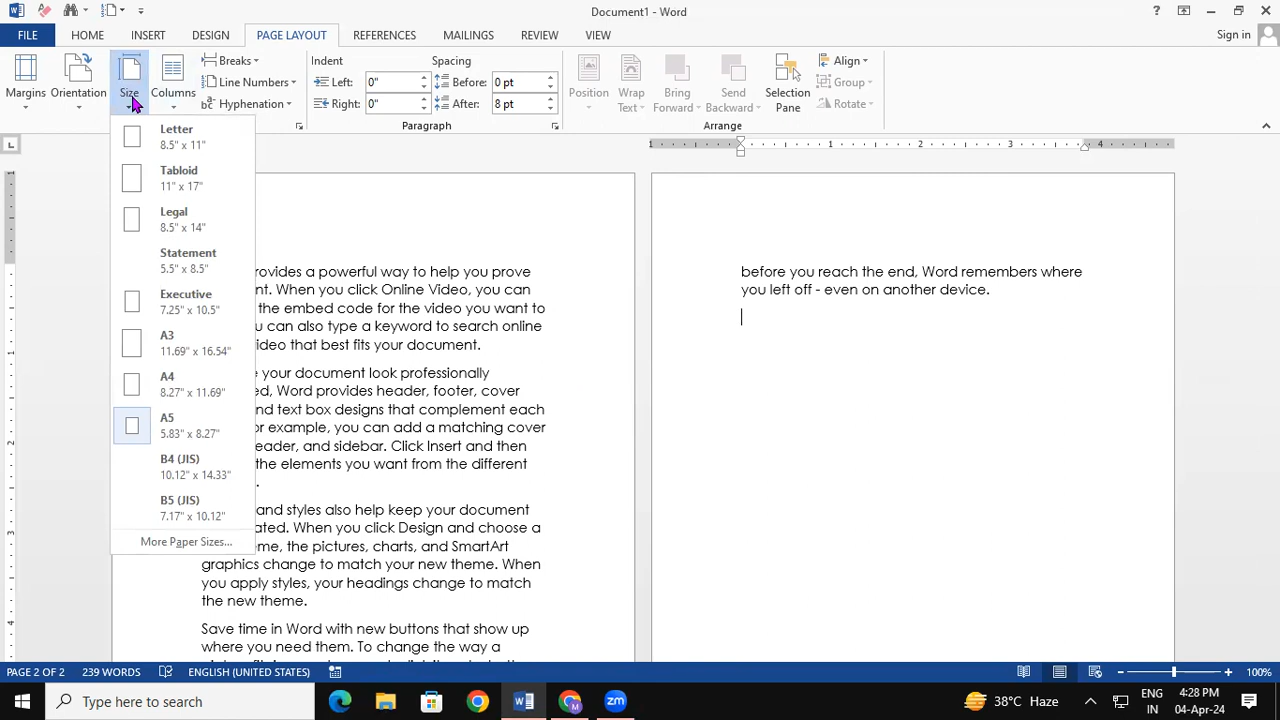 Document1 - Word
?
FILE
HOME
INSERT
DESIGN
PAGE LAYOUT
REFERENCES
MAILINGS
REVIEW
VIEW
Sign in
Margins
Orientation
Size
Columns
Breaks
Line Numbers
Hyphenation
Indent
Left: 0"
Right: 0"
Spacing
Before: 0 pt
After: 8 pt
Paragraph
Position
Wrap Text
Bring Forward
Send Backward
Selection Pane
Align
Group
Rotate
Arrange
Letter
8.5" x 11"
Tabloid
11" x 17"
Legal
8.5" x 14"
Statement
5.5" x 8.5"
Executive
7.25" x 10.5"
A3
11.69" x 16.54"
A4
8.27" x 11.69"
A5
5.83" x 8.27"
B4 (JIS)
10.12" x 14.33"
B5 (JIS)
7.17" x 10.12"
More Paper Sizes...
1 1 2 3 4
1
1
2
3
4
ovides a powerful way to help you prove
nt. When you click Online Video, you can
the embed code for the video you want to
u can also type a keyword to search online
ideo that best fits your document.
your document look professionally
ed, Word provides header, footer, cover
nd text box designs that complement each
or example, you can add a matching cover
eader, and sidebar. Click Insert and then
the elements you want from the different
.
and styles also help keep your document
ated. When you click Design and choose a
eme, the pictures, charts, and SmartArt
graphics change to match your new theme. When
you apply styles, your headings change to match
the new theme.
Save time in Word with new buttons that show up
where you need them. To change the way a
before you reach the end, Word remembers where
you left off - even on another device.
PAGE 2 OF 2
239 WORDS
ENGLISH (UNITED STATES)
100%
Type here to search
38°C Haze
ENG
IN
4:28 PM
04-Apr-24